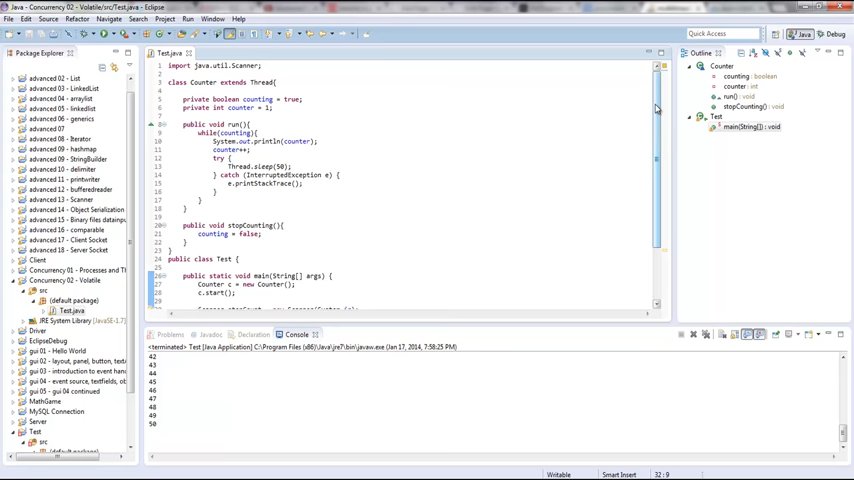 Java - Concurrency 02 - Volatile/src/Test.java - Eclipse
File Edit Source Refactor Navigate Search Project Run Window Help
Quick Access
Java
Debug
Package Explorer
advanced 02 - List
advanced 03 - LinkedList
advanced 04 - arraylist
advanced 05 - linkedlist
advanced 06 - generics
advanced 07
advanced 08 - Iterator
advanced 09 - hashmap
advanced 09 - StringBuilder
advanced 10 - delimiter
advanced 11 - printwriter
advanced 12 - bufferedreader
advanced 13 - Scanner
advanced 14 - Object Serialization
advanced 15 - Binary files datainpu
advanced 16 - comparable
advanced 17 - Client Socket
advanced 18 - Server Socket
Client
Concurrency 01 - Processes and Th
Concurrency 02 - Volatile
src
(default package)
Test.java
JRE System Library [JavaSE-1.7]
Driver
EclipseDebug
gui 01 - Hello World
gui 02 - layout, panel, button, text/
gui 03 - introduction to event hand
gui 04 - event source, textfields, ob
gui 05 - gui 04 continued
MathGame
MySQL Connection
Server
Test
src
Test.java
1 import java.util.Scanner;
2
3 class Counter extends Thread{
4
5 private boolean counting = true;
6 private int counter = 1;
7
8 public void run(){
9 while(counting){
10 System.out.println(counter);
11 counter++;
12 try {
13 Thread.sleep(50);
14 } catch (InterruptedException e) {
15 e.printStackTrace();
16 }
17 }
18 }
19
20 public void stopCounting(){
21 counting = false;
22 }
23 }
24 public class Test {
25
26 public static void main(String[] args) {
27 Counter c = new Counter();
28 c.start();
29
Outline
Counter
counting : boolean
counter : int
run() : void
stopCounting() : void
Test
main(String[]) : void
Problems
Javadoc
Declaration
Console
<terminated> Test [Java Application] C:\Program Files (x86)\Java\jre7\bin\javaw.exe (Jan 17, 2014, 7:58:25 PM)
42
43
44
45
46
47
48
49
50
Writable
Smart Insert
32 : 9